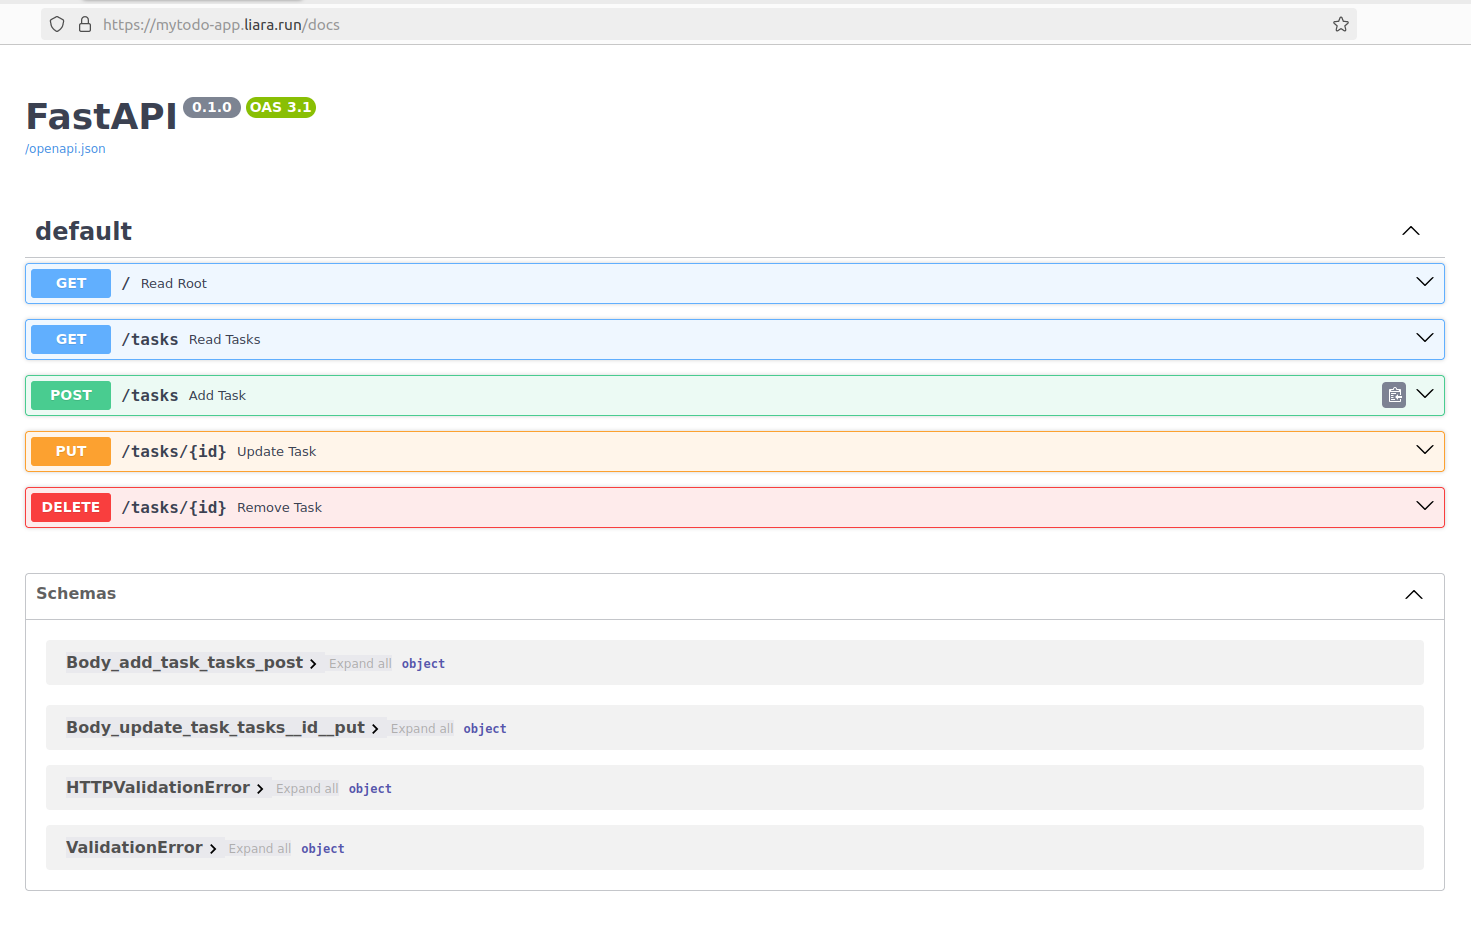 https://mytodo-app.liara.run/docs
FastAPI 0.1.0 OAS 3.1
/openapi.json
default
GET / Read Root
GET /tasks Read Tasks
POST /tasks Add Task
PUT /tasks/{id} Update Task
DELETE /tasks/{id} Remove Task
Schemas
Body_add_task_tasks_post Expand all object
Body_update_task_tasks__id__put Expand all object
HTTPValidationError Expand all object
ValidationError Expand all object